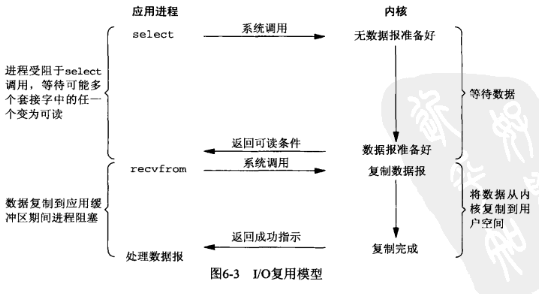 应用进程
内核
select
系统调用
无数据报准备好
进程受阻于select
调用，等待可能多
个套接字中的任一
个变为可读
等待数据
返回可读条件
数据报准备好
recvfrom
系统调用
复制数据报
数据复制到应用缓
冲区期间进程阻塞
将数据从内
核复制到用
户空间
返回成功指示
处理数据报
复制完成
图6-3 I/O复用模型